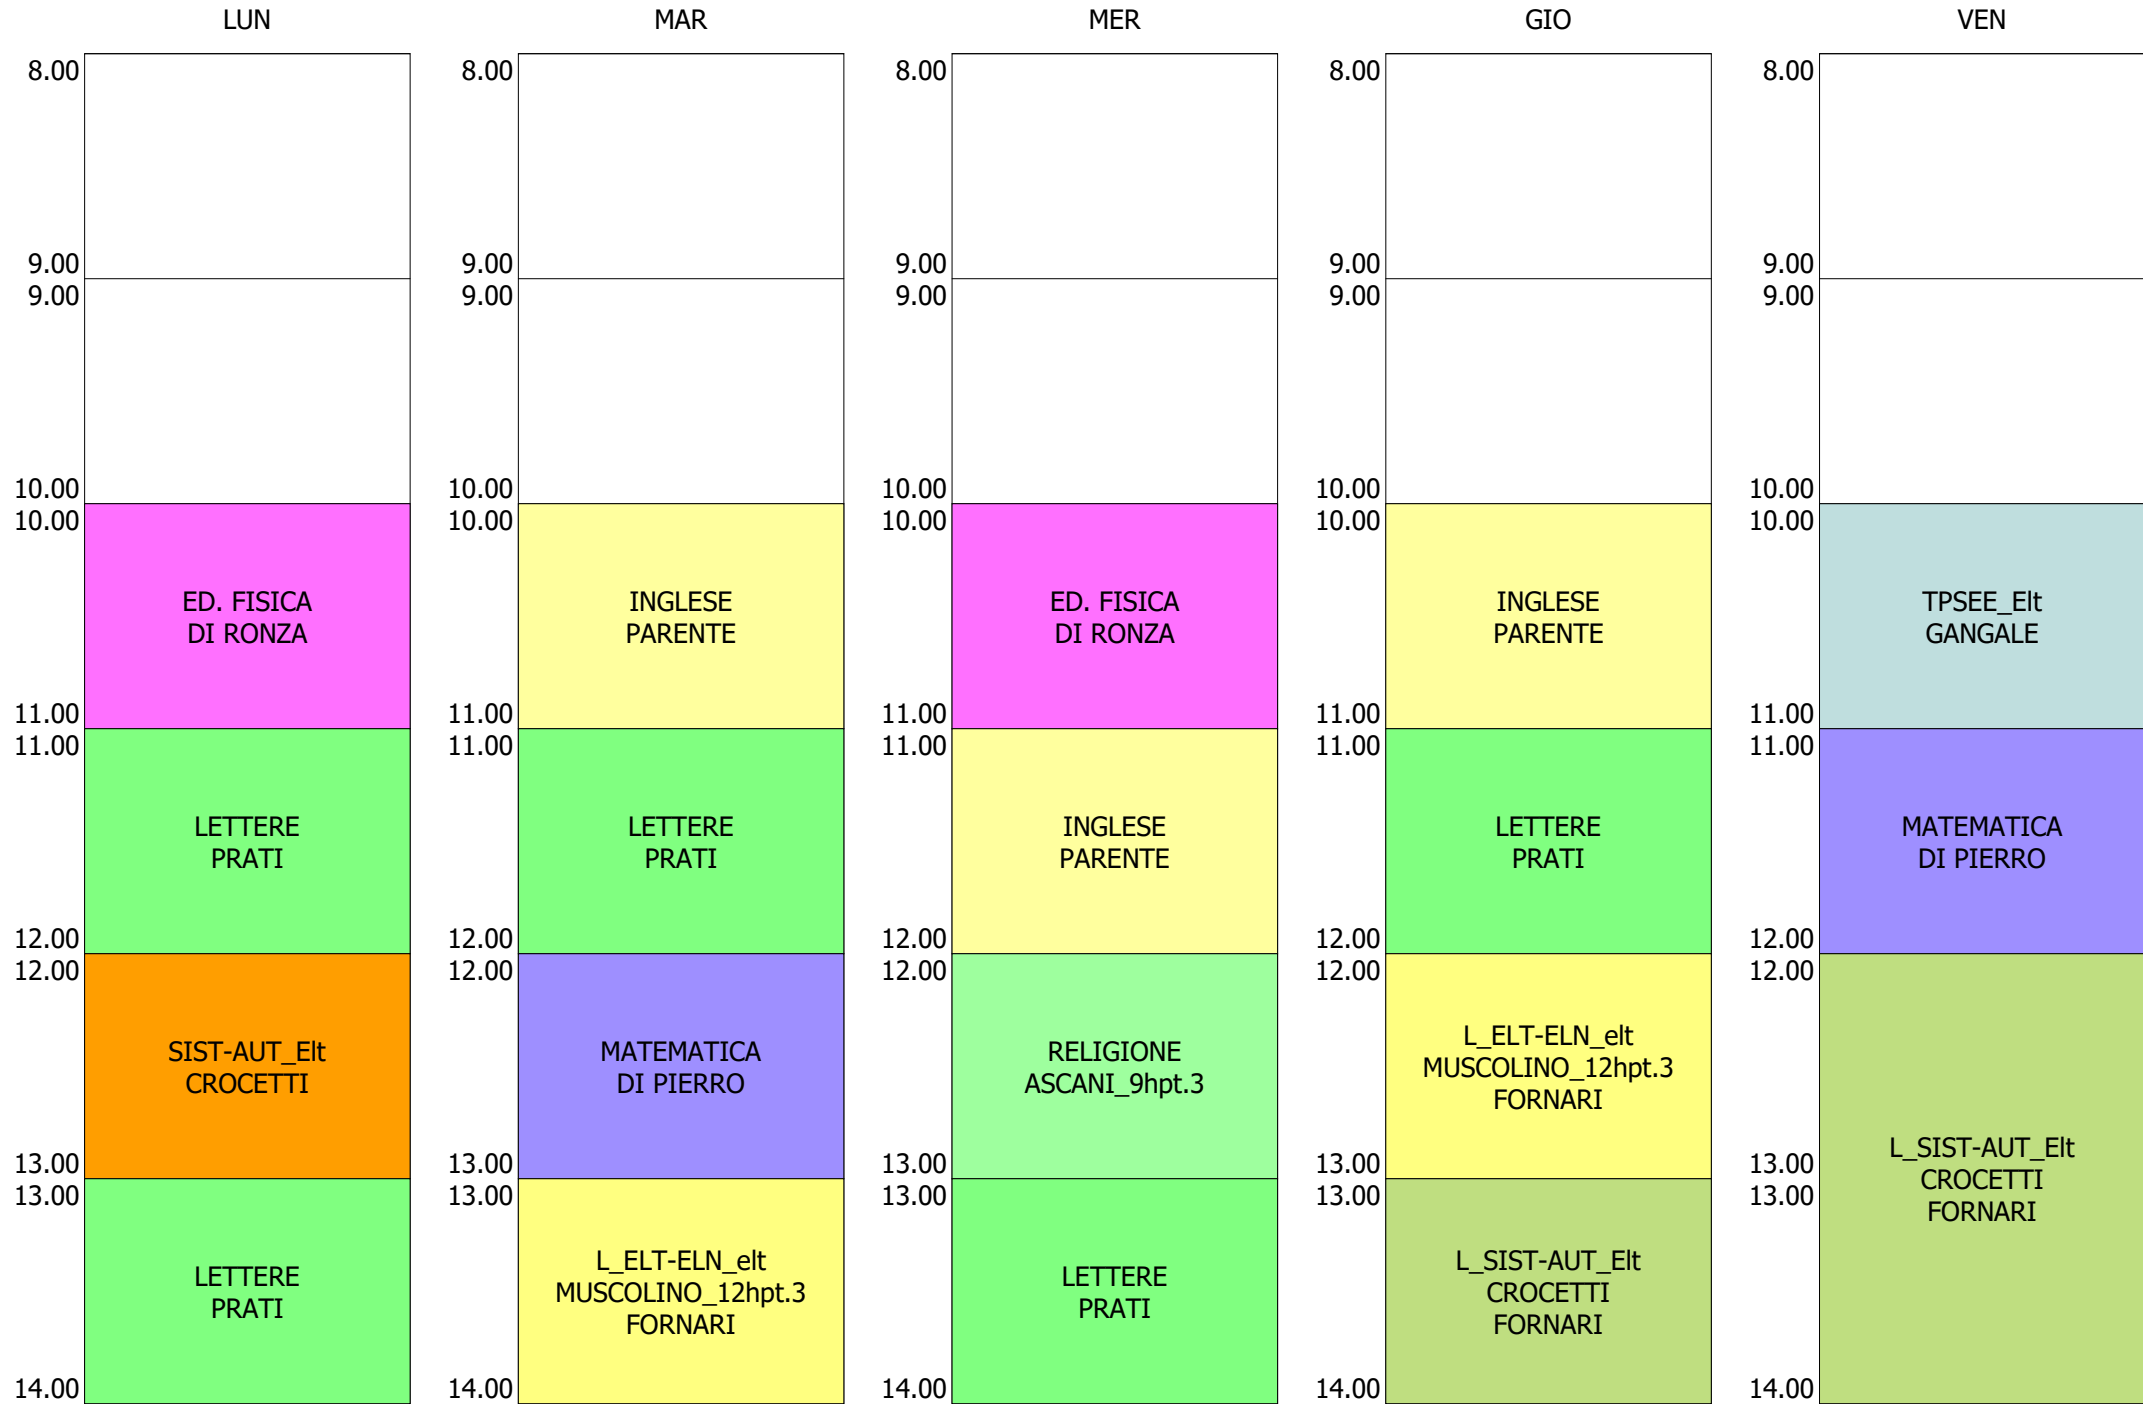 LUN
MAR
MER
GIO
VEN
8.00
8.00
8.00
8.00
8.00
9.00
9.00
9.00
9.00
9.00
9.00
9.00
9.00
9.00
9.00
10.00
10.00
10.00
10.00
10.00
10.00
10.00
10.00
10.00
10.00
ED. FISICA
DI RONZA
INGLESE
PARENTE
ED. FISICA
DI RONZA
INGLESE
PARENTE
TPSEE_Elt
GANGALE
11.00
11.00
11.00
11.00
11.00
11.00
11.00
11.00
11.00
11.00
LETTERE
PRATI
LETTERE
PRATI
INGLESE
PARENTE
LETTERE
PRATI
MATEMATICA
DI PIERRO
12.00
12.00
12.00
12.00
12.00
12.00
12.00
12.00
12.00
12.00
SIST-AUT_Elt
CROCETTI
MATEMATICA
DI PIERRO
RELIGIONE
ASCANI_9hpt.3
L_ELT-ELN_elt
MUSCOLINO_12hpt.3
FORNARI
L_SIST-AUT_Elt
CROCETTI
FORNARI
13.00
13.00
13.00
13.00
13.00
13.00
13.00
13.00
13.00
13.00
LETTERE
PRATI
L_ELT-ELN_elt
MUSCOLINO_12hpt.3
FORNARI
LETTERE
PRATI
L_SIST-AUT_Elt
CROCETTI
FORNARI
14.00
14.00
14.00
14.00
14.00